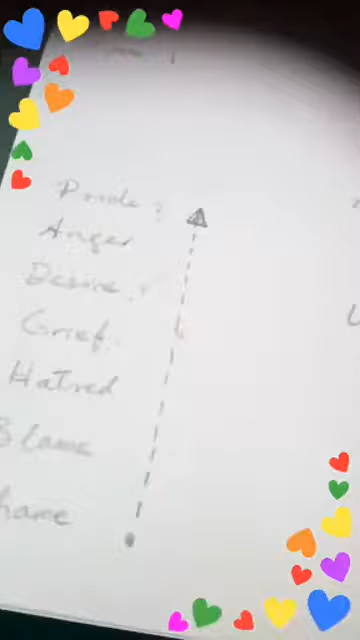 Pride :
Anger
Desire.
Grief.
Hatred
Blame
hame